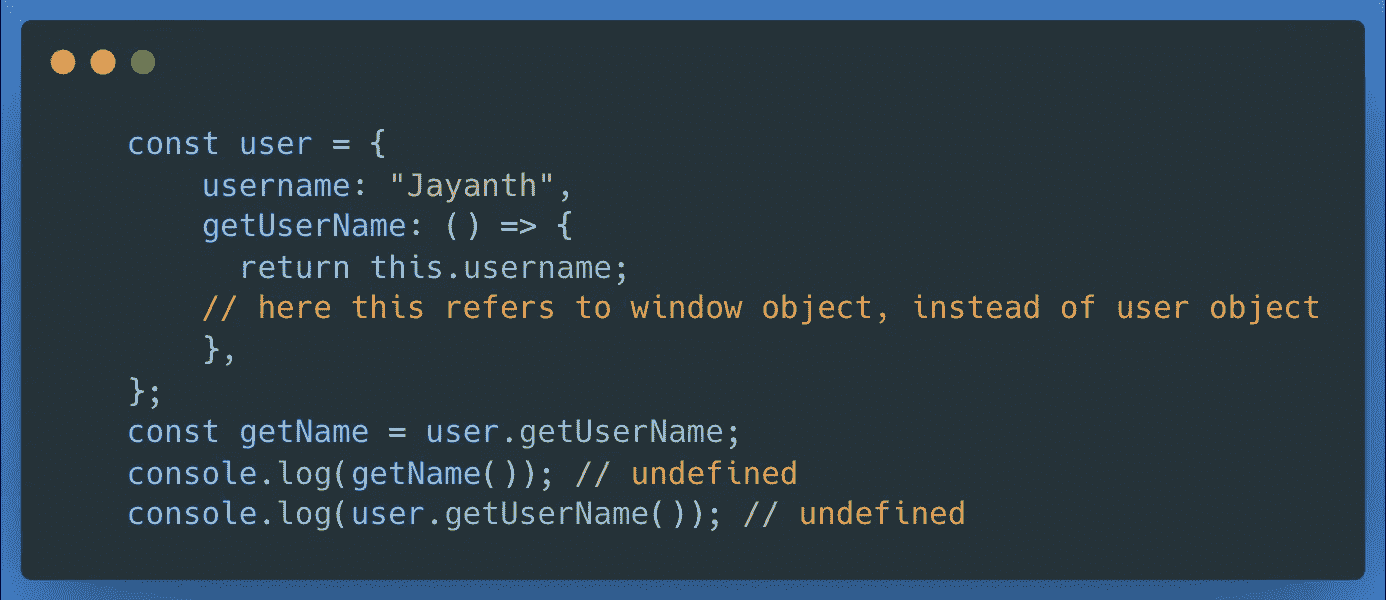 const user = {
username: "Jayanth",
getUserName: () => {
return this.username;
// here this refers to window object, instead of user object
},
};
const getName = user.getUserName;
console.log(getName()); // undefined
console.log(user.getUserName()); // undefined